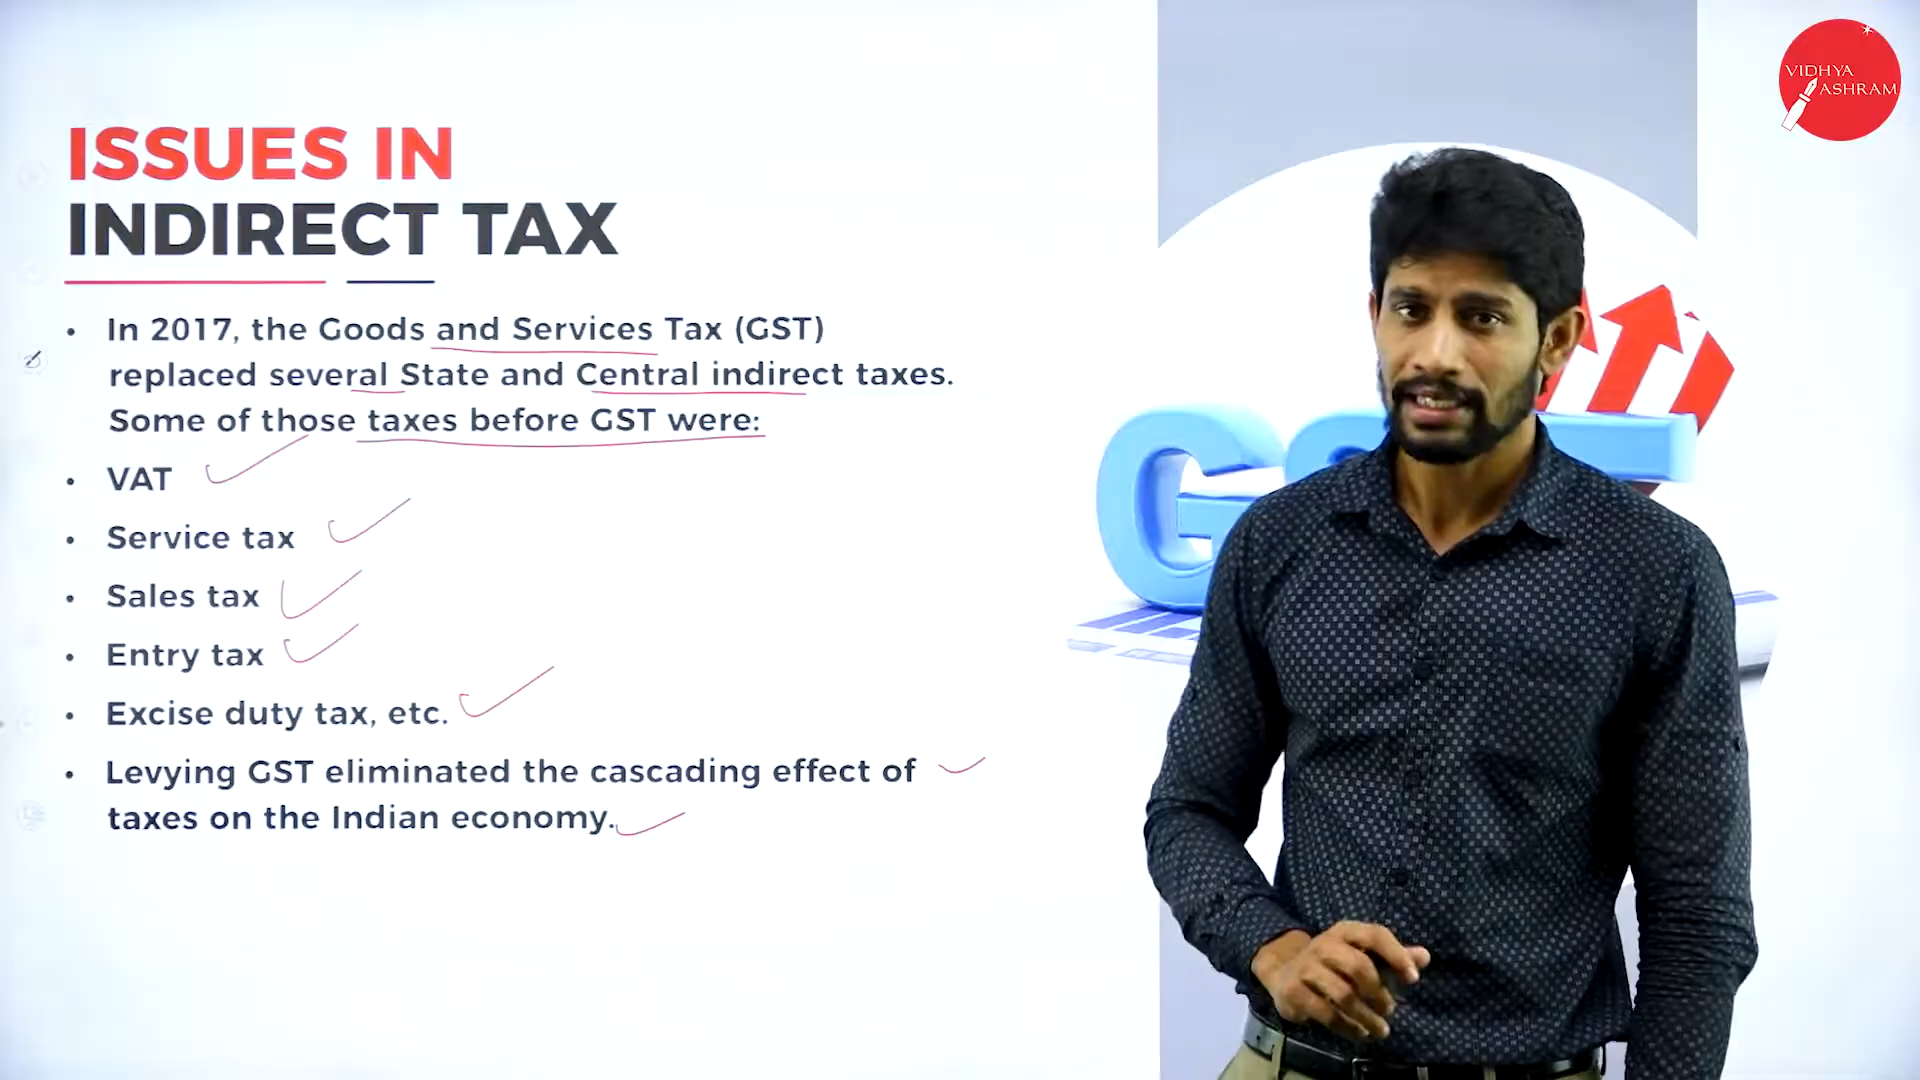 VIDHYA
ASHRAM
ISSUES IN
INDIRECT TAX
• In 2017, the Goods and Services Tax (GST)
replaced several State and Central indirect taxes.
Some of those taxes before GST were:
• VAT
• Service tax
• Sales tax
• Entry tax
• Excise duty tax, etc.
• Levying GST eliminated the cascading effect of
taxes on the Indian economy.